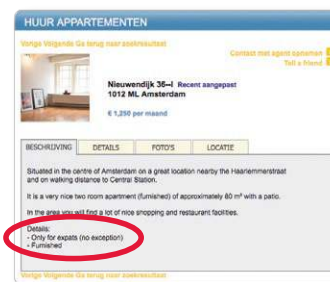 HUUR APPARTEMENTEN
Vorige Volgende Ga terug naar zoekresultaat
Contact met agent opnemen
Tell a friend
Nieuwendijk 35-I Recent aangepast
1012 ML Amsterdam
€ 1,250 per maand
BESCHRIJVING DETAILS FOTO'S LOCATIE
Situated in the centre of Amsterdam on a great location nearby the Haarlemmerstraat
and on walking distance to Central Station.
It is a very nice two room apartment (furnished) of approximately 60 m² with a patio.
In the area you will find a lot of nice shopping and restaurant facilities.
Details:
- Only for expats (no exception)
- Furnished
Vorige Volgende Ga terug naar zoekresultaat